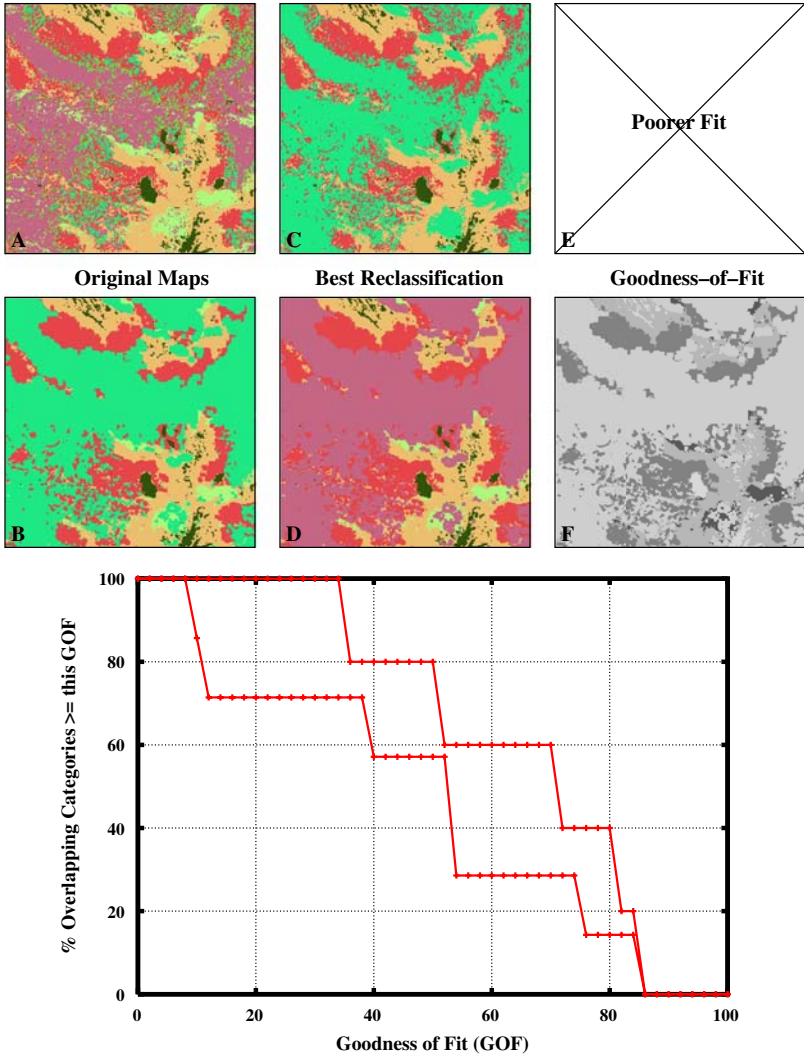 A
C
Poorer Fit
E
Original Maps
Best Reclassification
Goodness–of–Fit
B
D
F
% Overlapping Categories >= this GOF
100
80
60
40
20
0
0
20
40
60
80
100
Goodness of Fit (GOF)